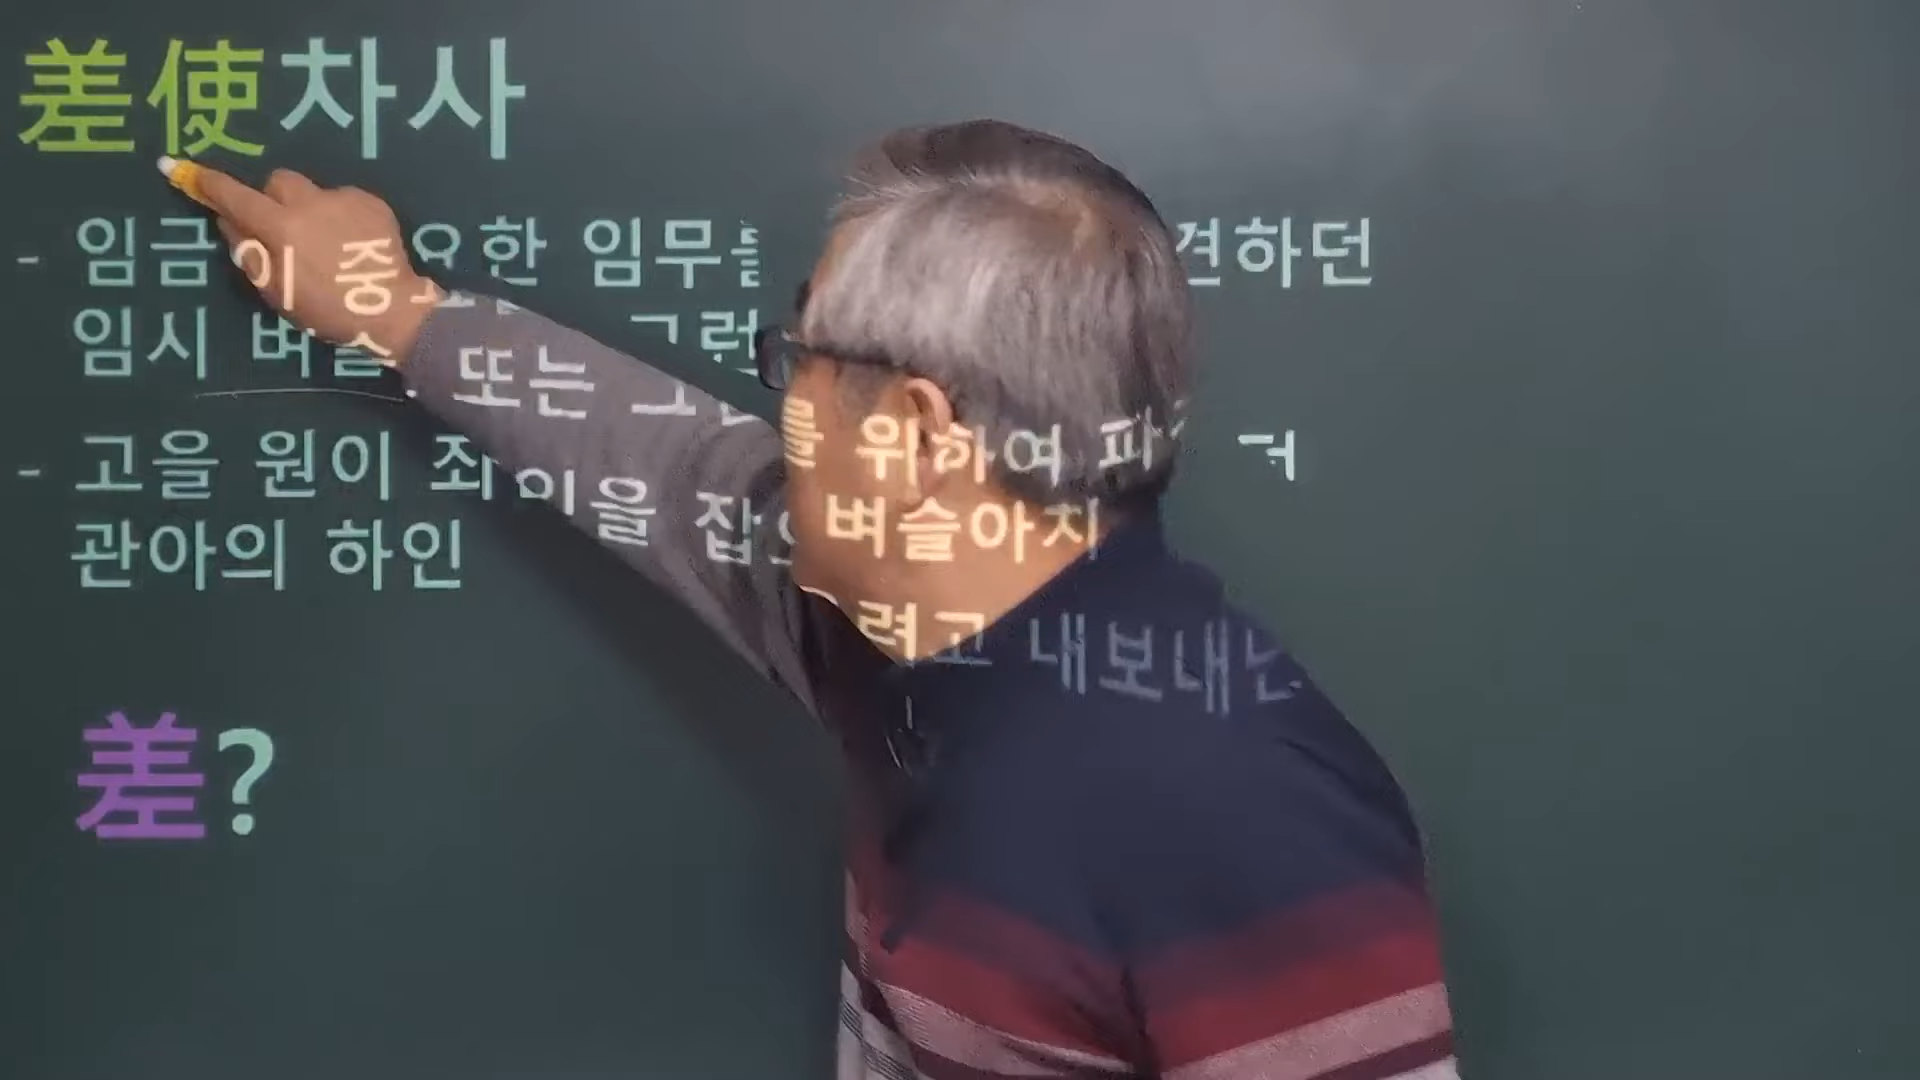 差使차사
- 임금이 중요한 임무를 위하여 파견하던
임시 벼슬. 또는 그런 벼슬아치
- 고을 원이 죄인을 잡으려고 내보내는
관아의 하인
差?